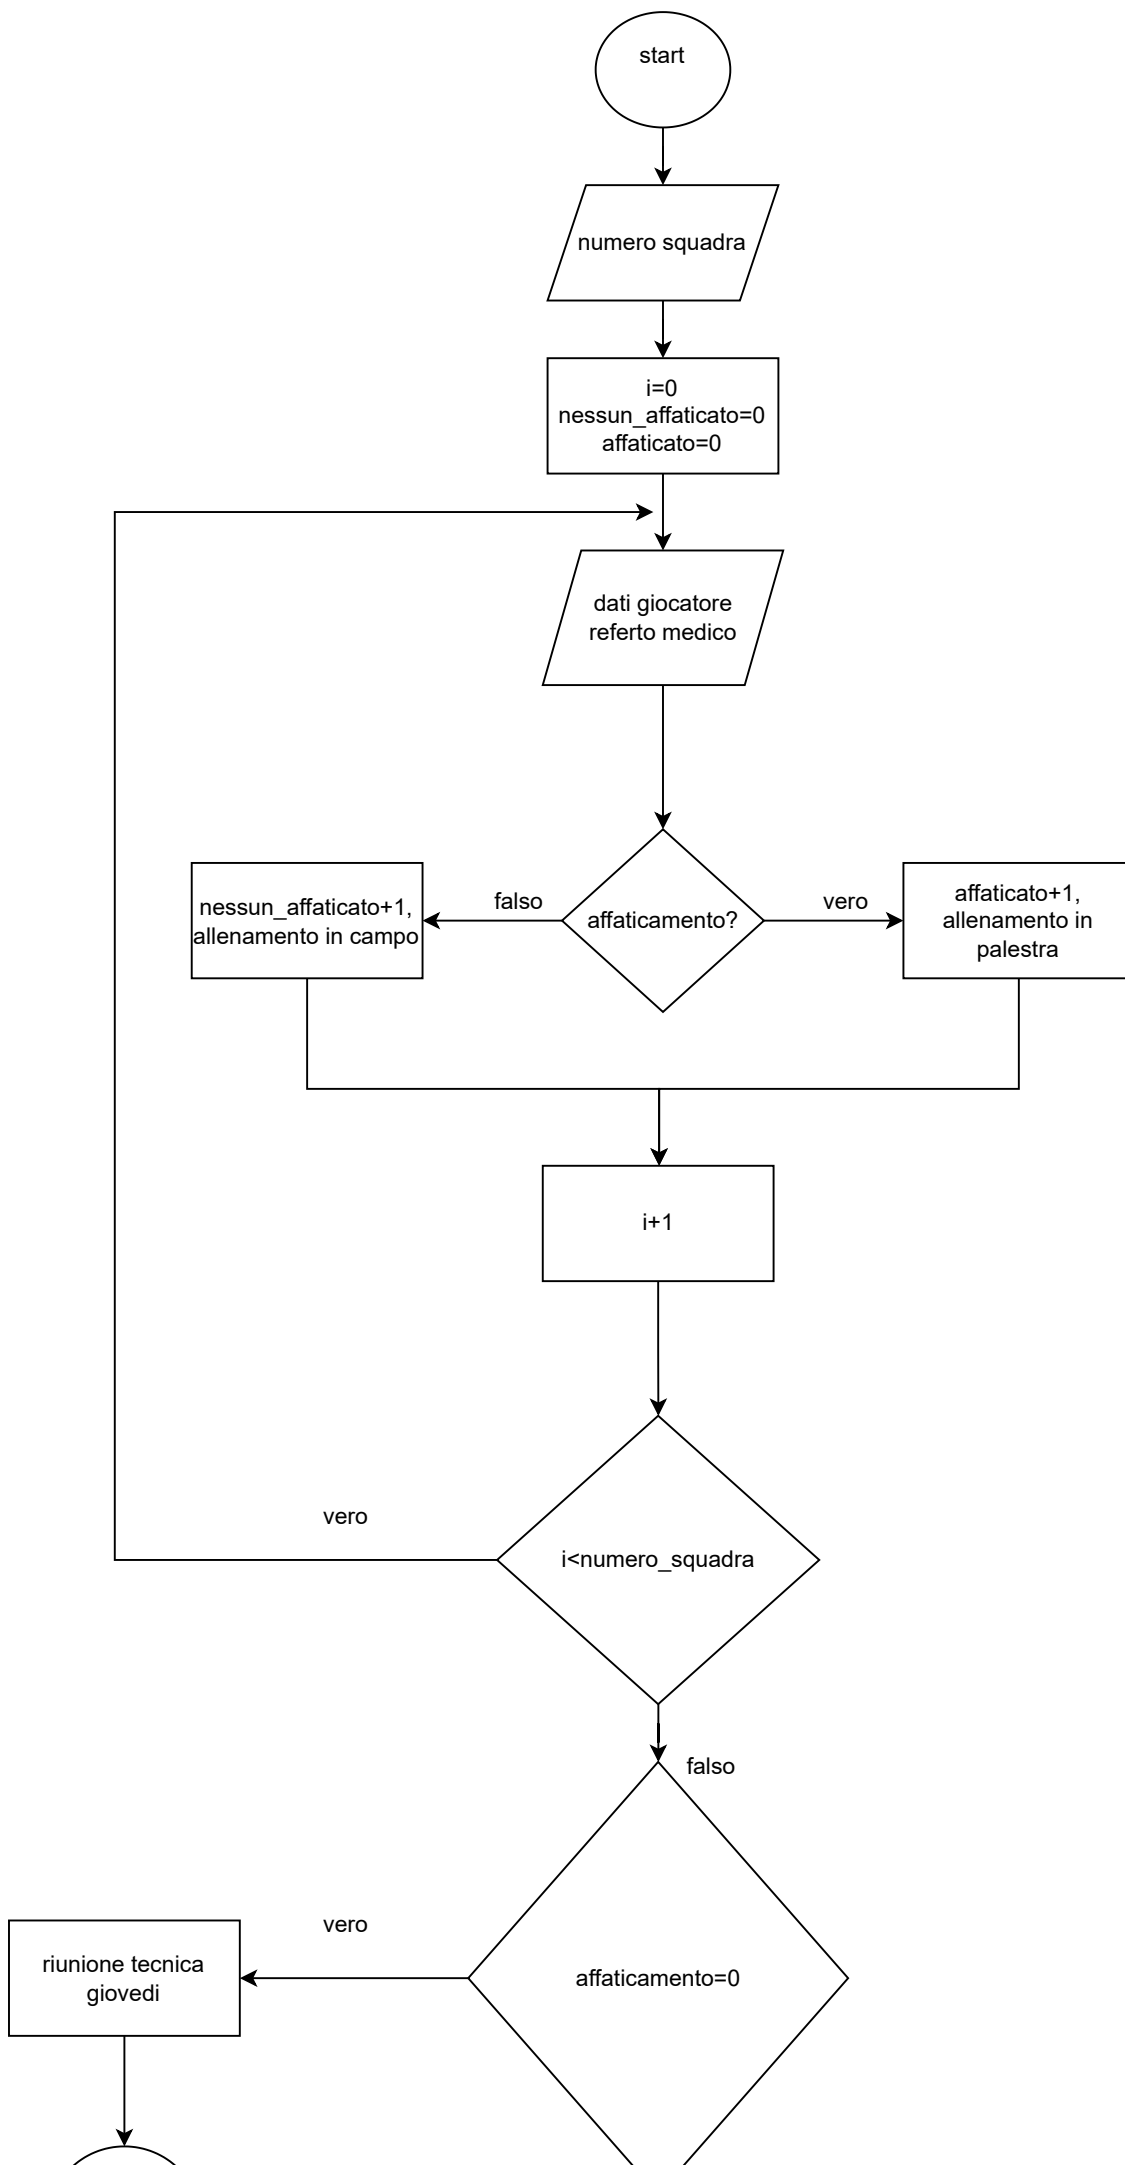 start
numero squadra
i=0
nessun_affaticato=0
affaticato=0
dati giocatore
referto medico
affaticamento?
falso
vero
nessun_affaticato+1,
allenamento in campo
affaticato+1,
allenamento in
palestra
i+1
i<numero_squadra
vero
falso
affaticamento=0
vero
riunione tecnica
giovedi